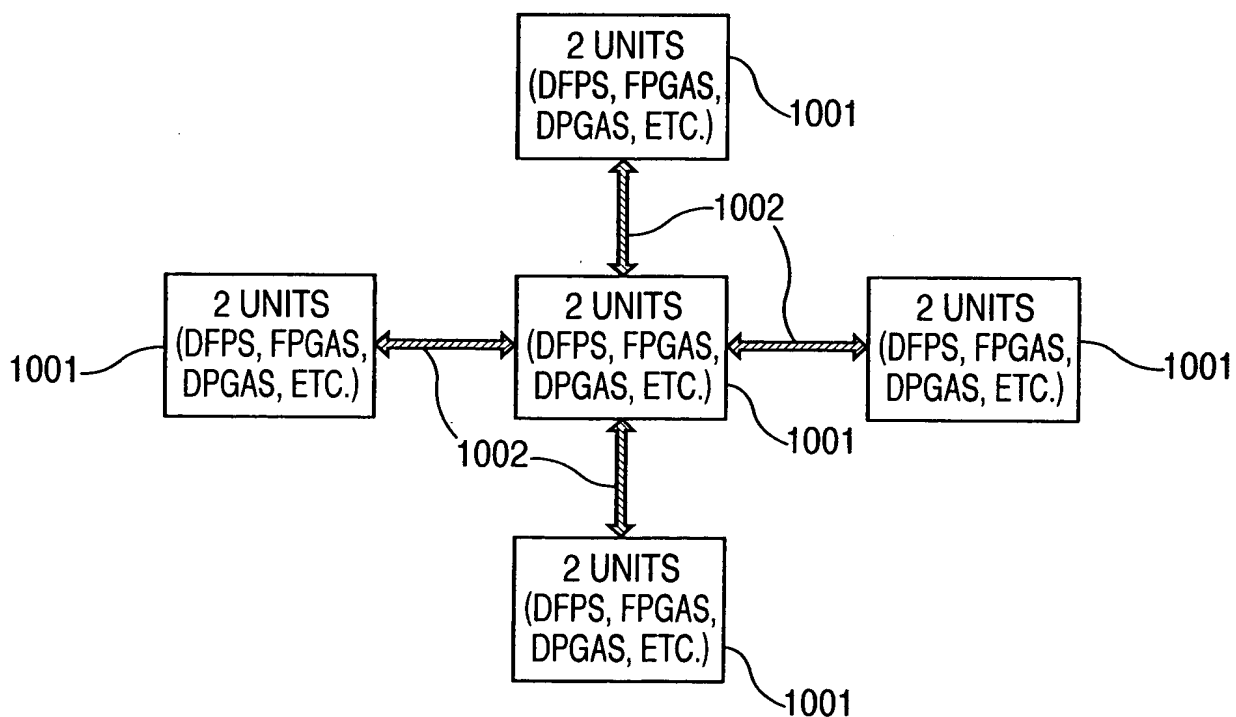 2 UNITS
(DFPS, FPGAS,
DPGAS, ETC.)
1001
1002
2 UNITS
(DFPS, FPGAS,
DPGAS, ETC.)
1001
2 UNITS
(DFPS, FPGAS,
DPGAS, ETC.)
1001
2 UNITS
(DFPS, FPGAS,
DPGAS, ETC.)
1001
1002
2 UNITS
(DFPS, FPGAS,
DPGAS, ETC.)
1001